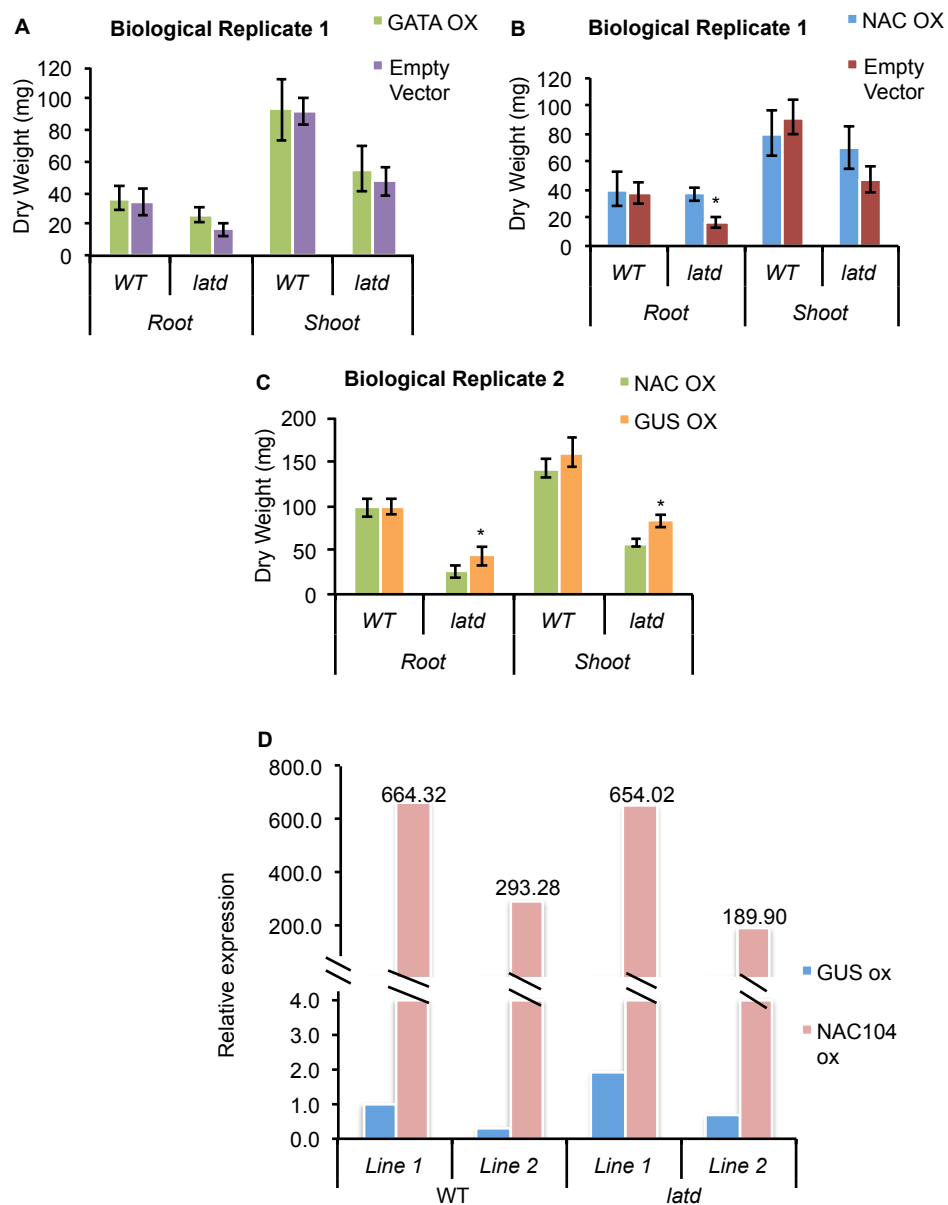 A
Biological Replicate 1
GATA OX
Empty
Vector
Dry Weight (mg)
120
100
80
60
40
20
0
WT
latd
WT
latd
Root
Shoot
B
Biological Replicate 1
NAC OX
Empty
Vector
Dry Weight (mg)
120
100
80
60
40
20
0
*
WT
latd
WT
latd
Root
Shoot
C
Biological Replicate 2
NAC OX
GUS OX
Dry Weight (mg)
200
150
100
50
0
*
*
WT
latd
WT
latd
Root
Shoot
D
Relative expression
800.0
600.0
400.0
200.0
4.0
3.0
2.0
1.0
0.0
664.32
293.28
654.02
189.90
GUS ox
NAC104
ox
Line 1
Line 2
Line 1
Line 2
WT
latd